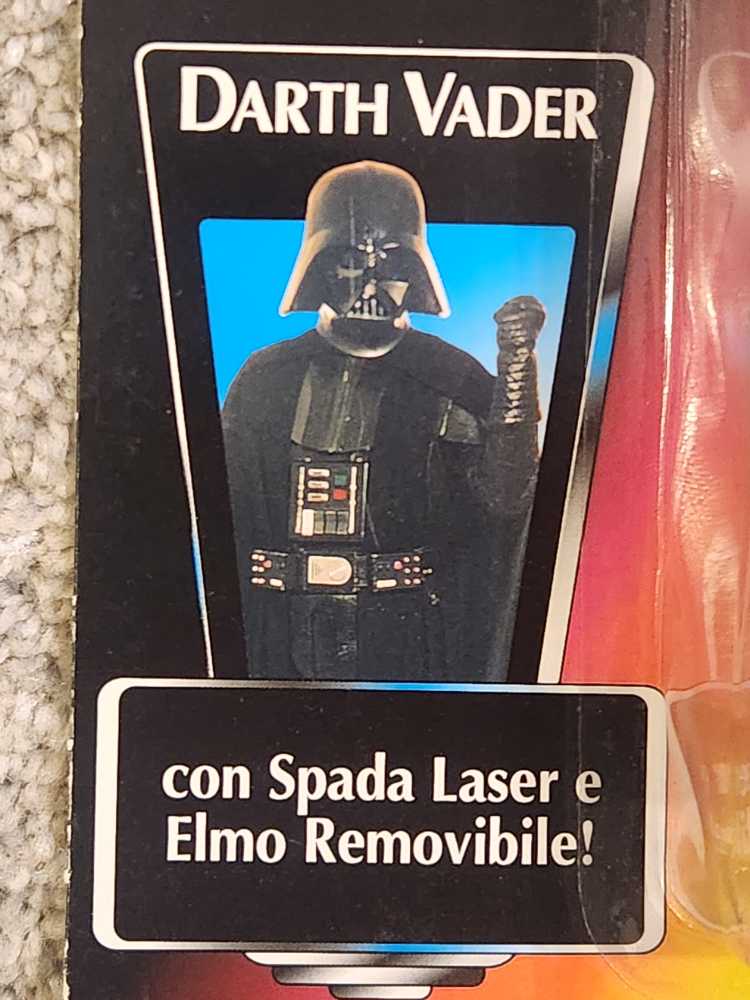 DARTH VADER
con Spada Laser e
Elmo Removibile!